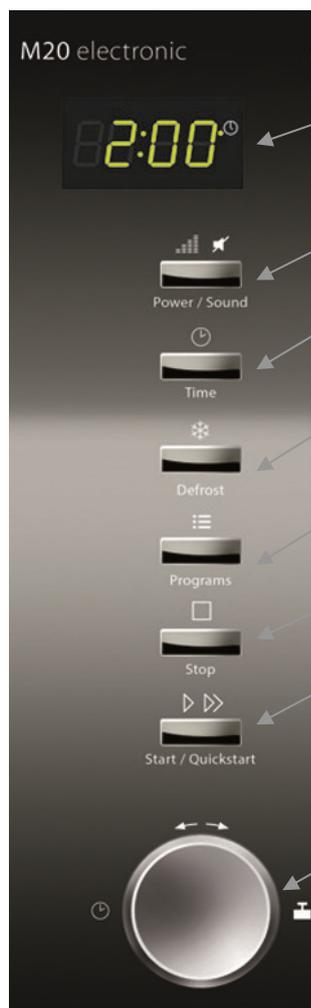 M20 electronic
2:00
Power / Sound
Time
Defrost
Programs
Stop
Start / Quickstart